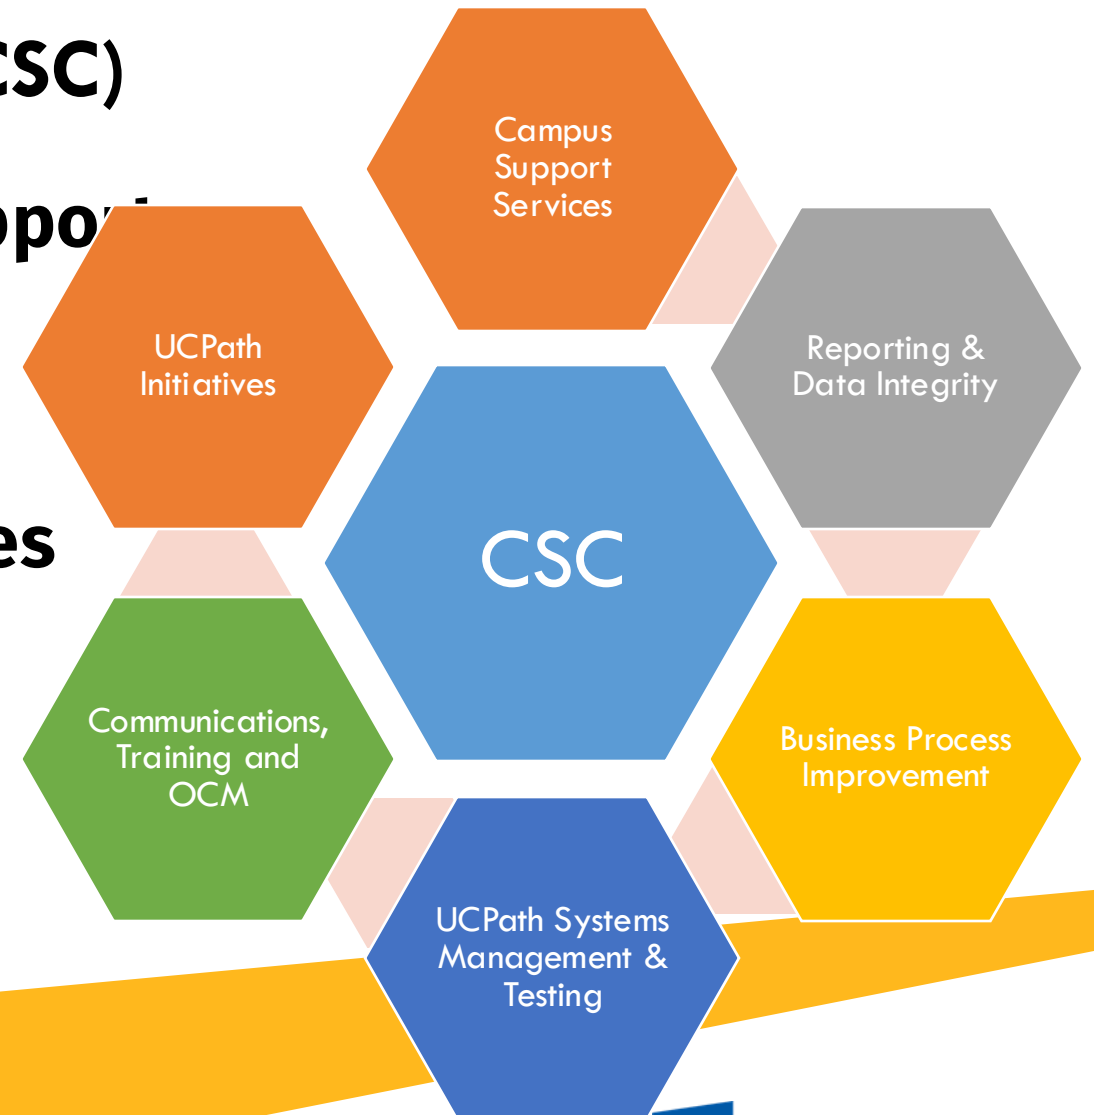 CSC)
Campus
Support
Services
UCPath
Initiatives
Reporting &
Data Integrity
CSC
Communications,
Training and
OCM
Business Process
Improvement
UCPath Systems
Management &
Testing